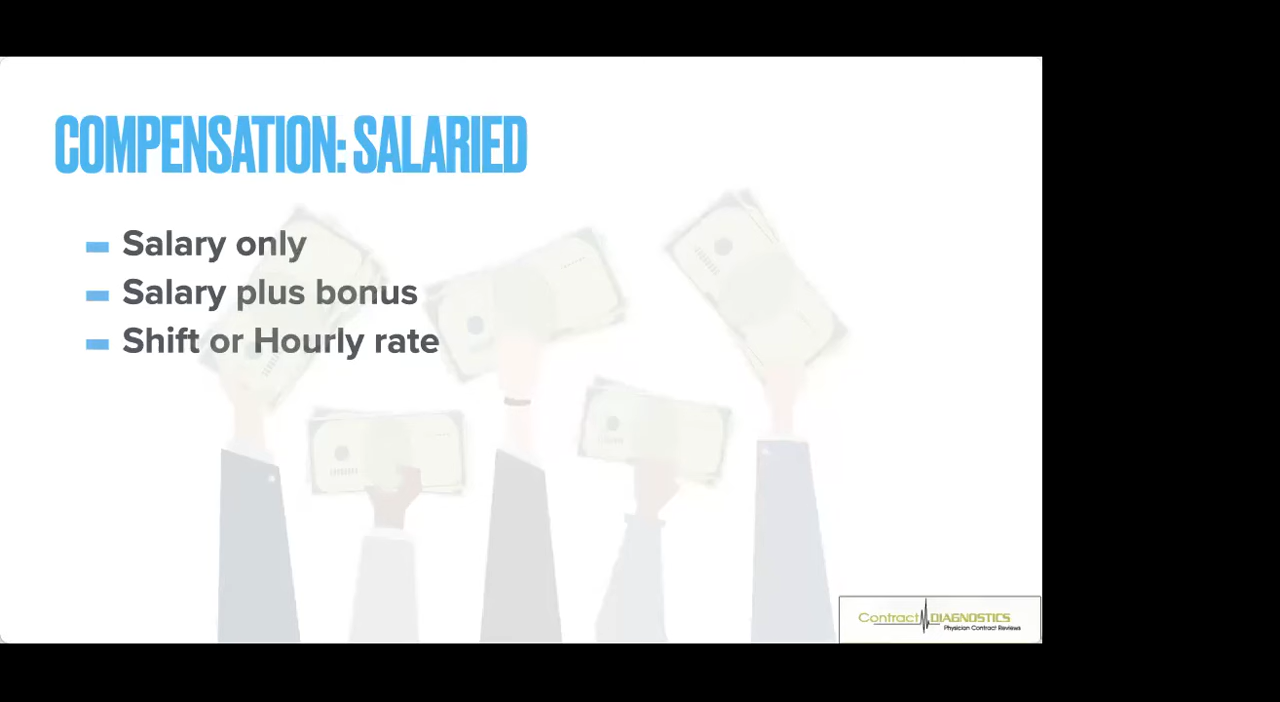 COMPENSATION: SALARIED
Salary only
Salary plus bonus
Shift or Hourly rate
Contract DIAGNOSTICS
Physician Contract Reviews